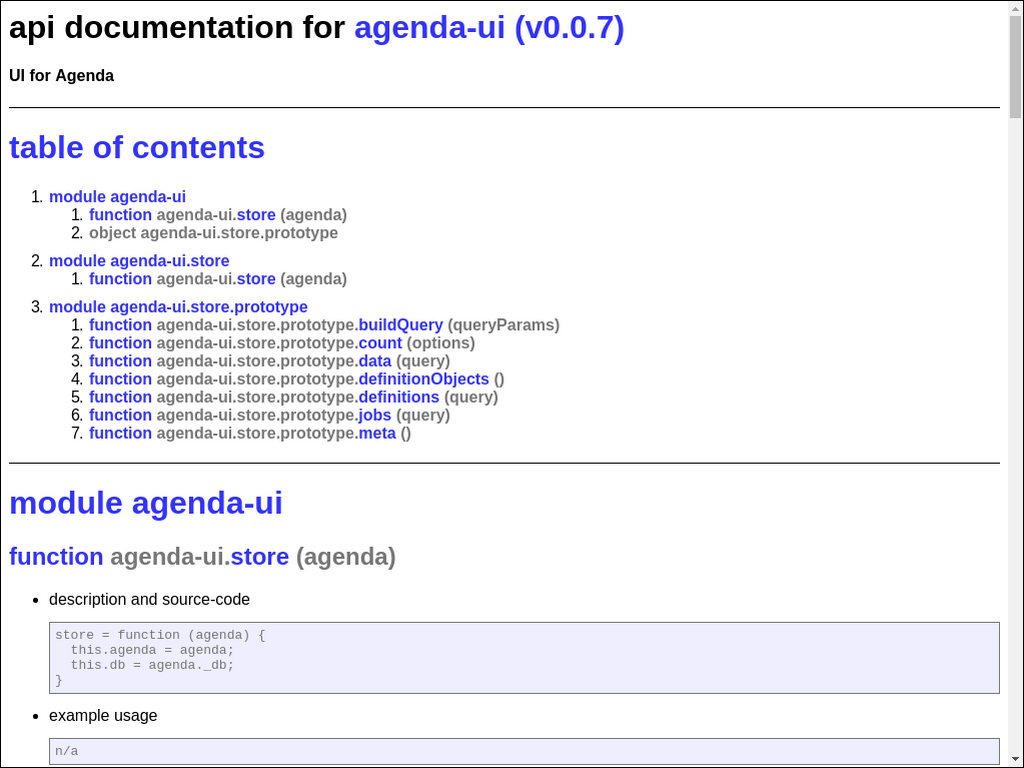 api documentation for agenda-ui (v0.0.7)
UI for Agenda
table of contents
1. module agenda-ui
1. function agenda-ui.store (agenda)
2. object agenda-ui.store.prototype
2. module agenda-ui.store
1. function agenda-ui.store (agenda)
3. module agenda-ui.store.prototype
1. function agenda-ui.store.prototype.buildQuery (queryParams)
2. function agenda-ui.store.prototype.count (options)
3. function agenda-ui.store.prototype.data (query)
4. function agenda-ui.store.prototype.definitionObjects ()
5. function agenda-ui.store.prototype.definitions (query)
6. function agenda-ui.store.prototype.jobs (query)
7. function agenda-ui.store.prototype.meta ()
module agenda-ui
function agenda-ui.store (agenda)
• description and source-code
store = function (agenda) {
  this.agenda = agenda;
  this.db = agenda._db;
}
• example usage
n/a